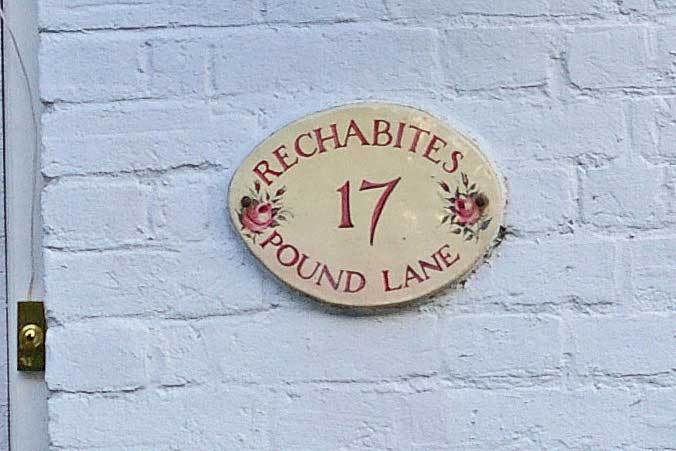 RECHABITES
17
POUND LANE